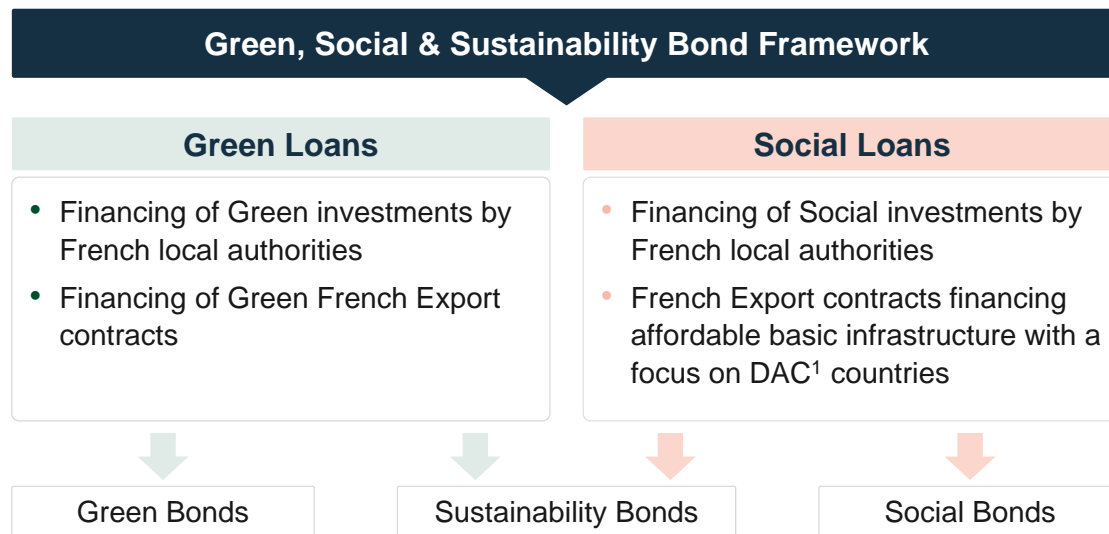 Green, Social & Sustainability Bond Framework
Green Loans
• Financing of Green investments by
French local authorities
• Financing of Green French Export
contracts
Social Loans
• Financing of Social investments by
French local authorities
• French Export contracts financing
affordable basic infrastructure with a
focus on DAC¹ countries
Green Bonds
Sustainability Bonds
Social Bonds